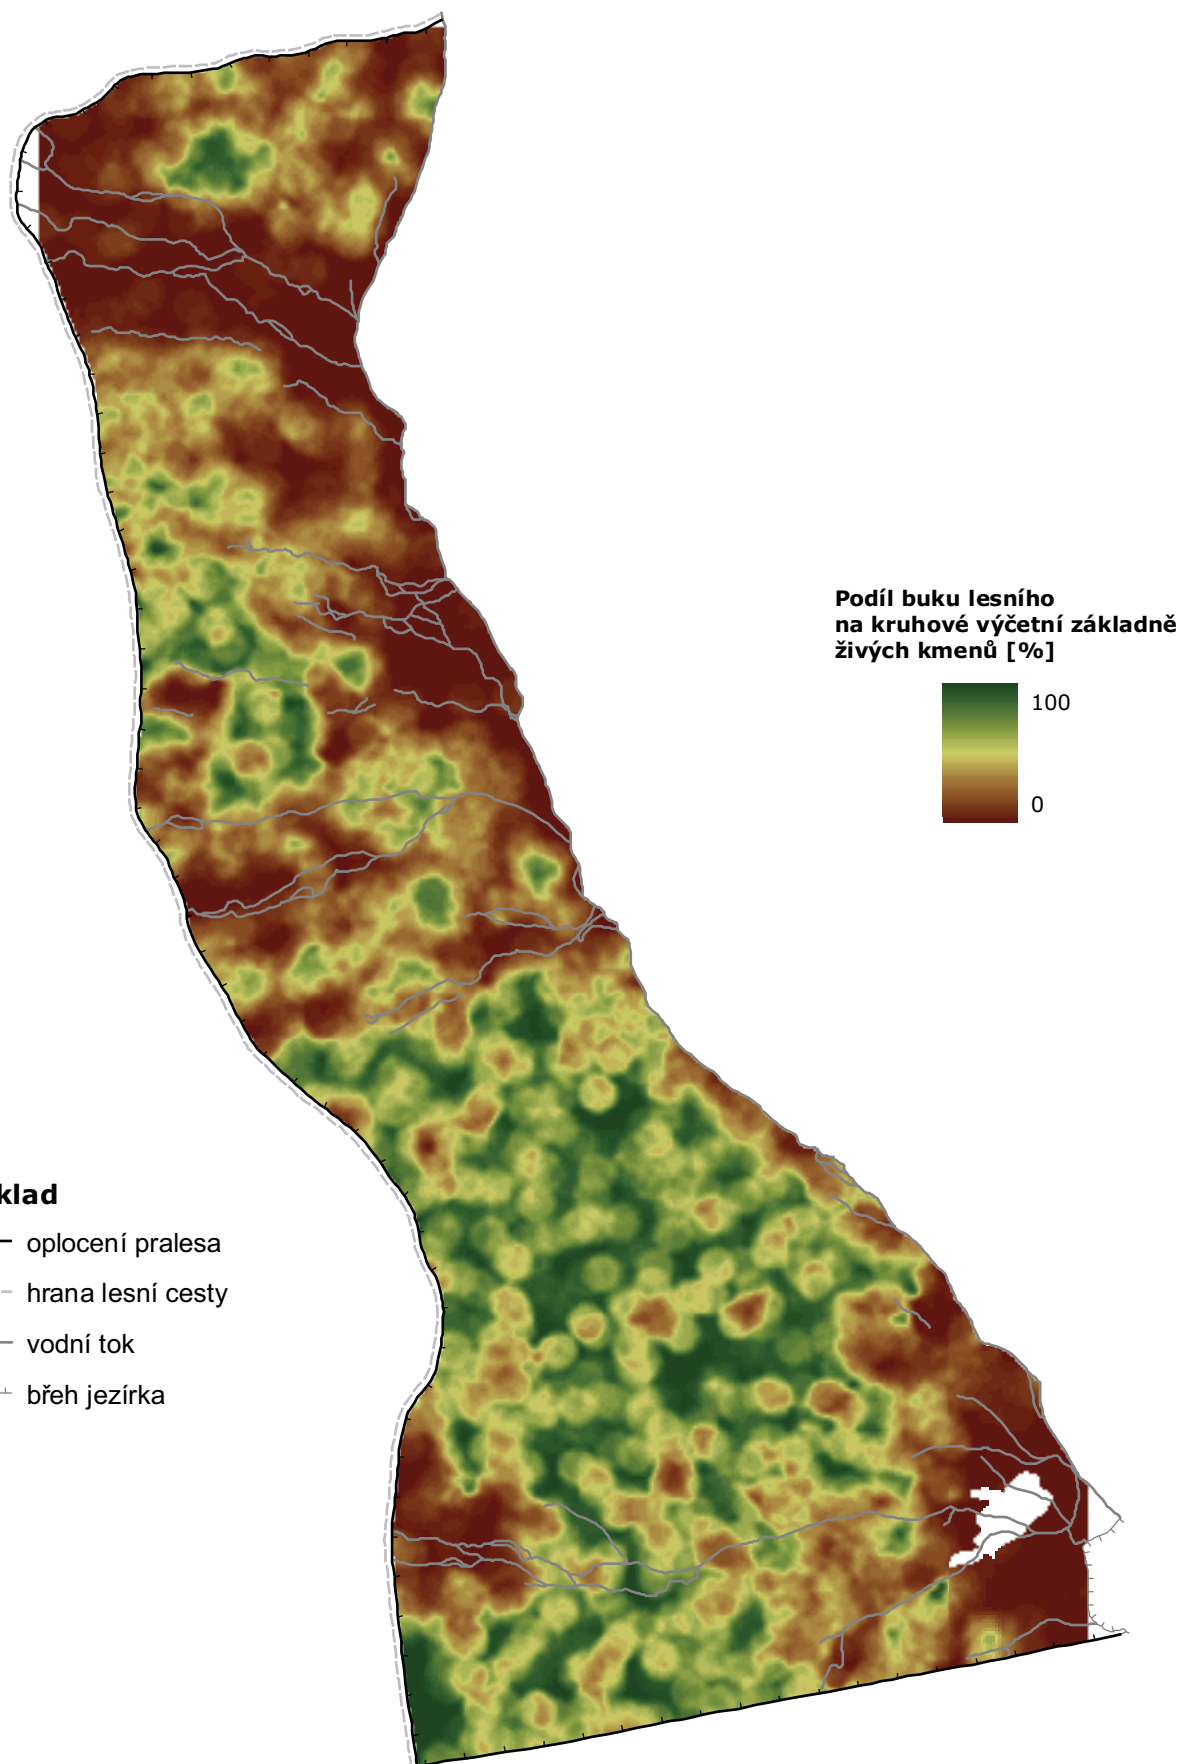 Podíl buku lesního
na kruhové výčetní základně
živých kmenů [%]
100
0
klad
oplocení pralesa
hrana lesní cesty
vodní tok
břeh jezírka